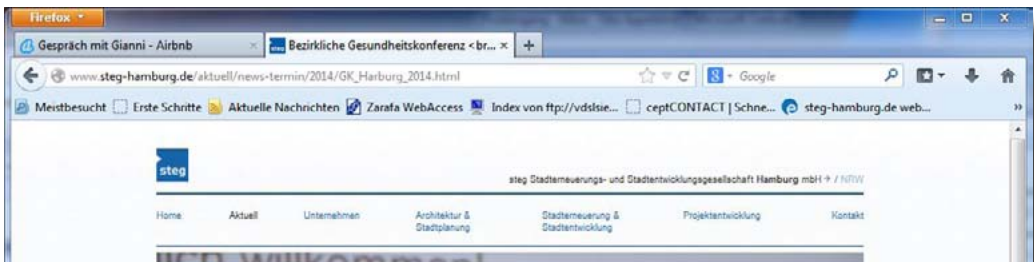 Firefox
Gespräch mit Gianni - Airbnb × Bezirkliche Gesundheitskonferenz <br... × +
www.steg-hamburg.de/aktuell/news-termin/2014/GK_Harburg_2014.html Google
Meistbesucht Erste Schritte Aktuelle Nachrichten Zarafa WebAccess Index von ftp://vdslsie... ceptCONTACT | Schne... steg-hamburg.de web... »
steg
steg Stadterneuerungs- und Stadtentwicklungsgesellschaft Hamburg mbH → / NRW
Home Aktuell Unternehmen Architektur & Stadterneuerung & Projektentwicklung Kontakt
Stadtplanung Stadtentwicklung
Willkommen!